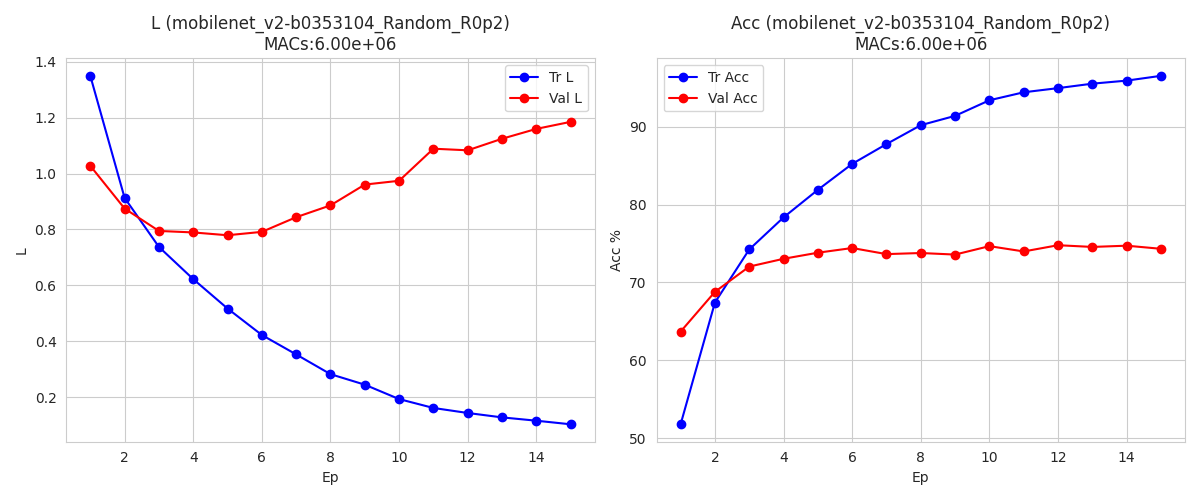 L (mobilenet_v2-b0353104_Random_R0p2)
MACs:6.00e+06
Tr L
Val L
1.4
1.2
1.0
0.8
0.6
0.4
0.2
L
2 4 6 8 10 12 14
Ep
Acc (mobilenet_v2-b0353104_Random_R0p2)
MACs:6.00e+06
Tr Acc
Val Acc
90
80
70
60
50
Acc %
2 4 6 8 10 12 14
Ep